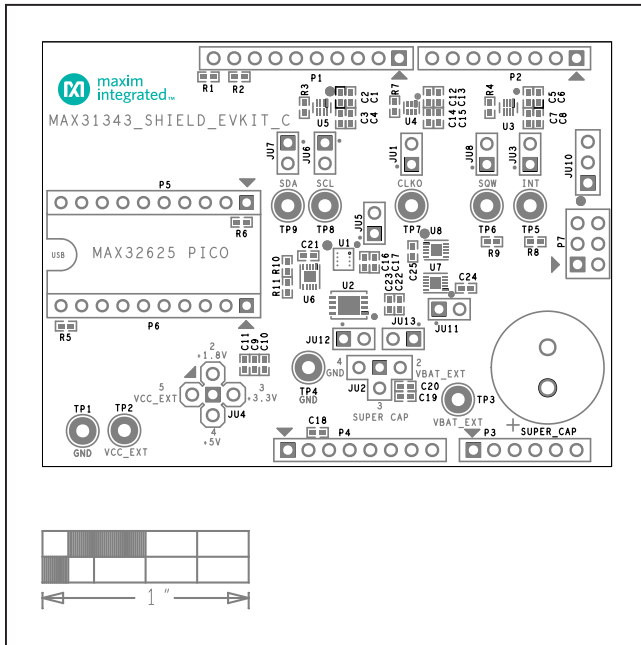 maxim
integrated™
MAX31343_SHIELD_EVKIT_C
R1 R2 P1 P2
R3 U5 C2 C1 C3 C4
R7 U4 C12 C13 C14 C15
R4 U3 C5 C6 C7 C8
JU7 JU6 JU1 JU8 JU3 JU10
SDA SCL CLKO SQW INT
TP9 TP8 TP7 TP6 TP5
P5
R6
USB
MAX32625 PICO
P6
R5
JU5
U8
C21 U1
R10
R11
U6
C16 C17
C25
U7
C24
R9 R8
P7
U2
C23 C22
JU11
JU12 JU13
C11 C9 C10
2
+1.8V
5
VCC_EXT
3
+3.3V
JU4
4
+5V
TP4
GND
4
GND
2
VBAT_EXT
JU2
3
SUPER CAP
C20
C19
TP3
VBAT_EXT
+
SUPER_CAP
TP1
GND
TP2
VCC_EXT
C18
P4
P3
1 "